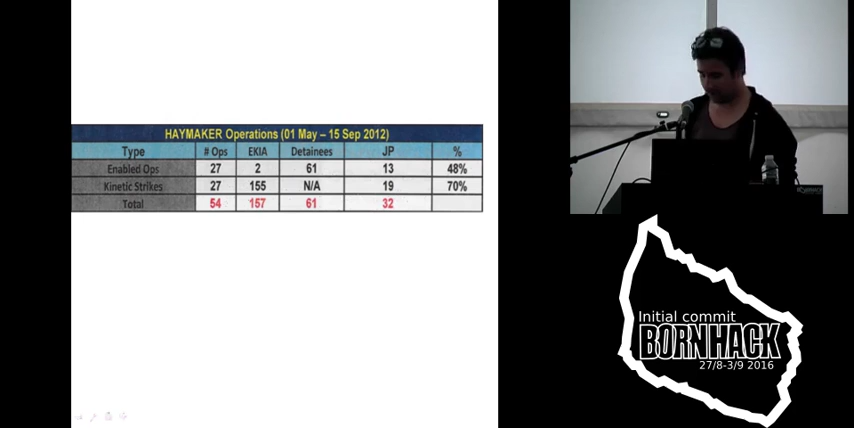 HAYMAKER Operations (01 May – 15 Sep 2012)
Type # Ops EKIA Detainees JP %
Enabled Ops 27 2 61 13 48%
Kinetic Strikes 27 155 N/A 19 70%
Total 54 157 61 32
Initial commit
BORNHACK
27/8-3/9 2016